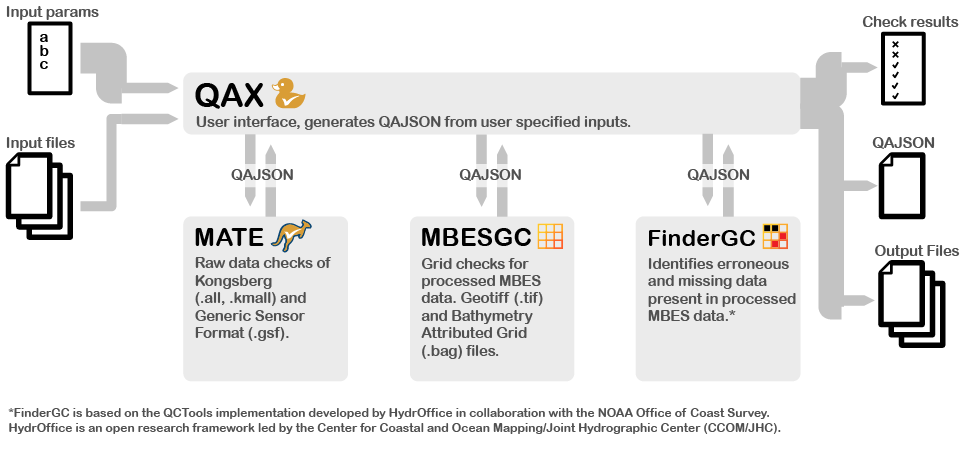 Input params
a
b
c
Input files
QAX
User interface, generates QAJSON from user specified inputs.
Check results
QAJSON
Output Files
QAJSON
QAJSON
QAJSON
MATE
Raw data checks of
Kongsberg
(.all, .kmall) and
Generic Sensor
Format (.gsf).
MBESGC
Grid checks for
processed MBES
data. Geotiff (.tif)
and Bathymetry
Attributed Grid
(.bag) files.
FinderGC
Identifies erroneous
and missing data
present in processed
MBES data.*
*FinderGC is based on the QCTools implementation developed by HydrOffice in collaboration with the NOAA Office of Coast Survey.
HydrOffice is an open research framework led by the Center for Coastal and Ocean Mapping/Joint Hydrographic Center (CCOM/JHC).